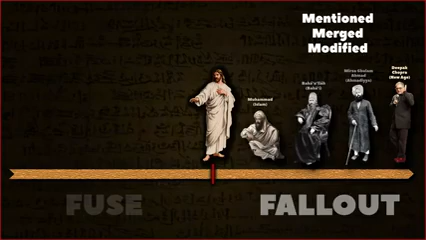 Mentioned
Merged
Modified
Deepak
Chopra
(New Age)
Mirza Ghulam
Ahmad
(Ahmadiyya)
Baha'u'llah
(Baha'i)
Muhammad
(Islam)
FUSE
FALLOUT